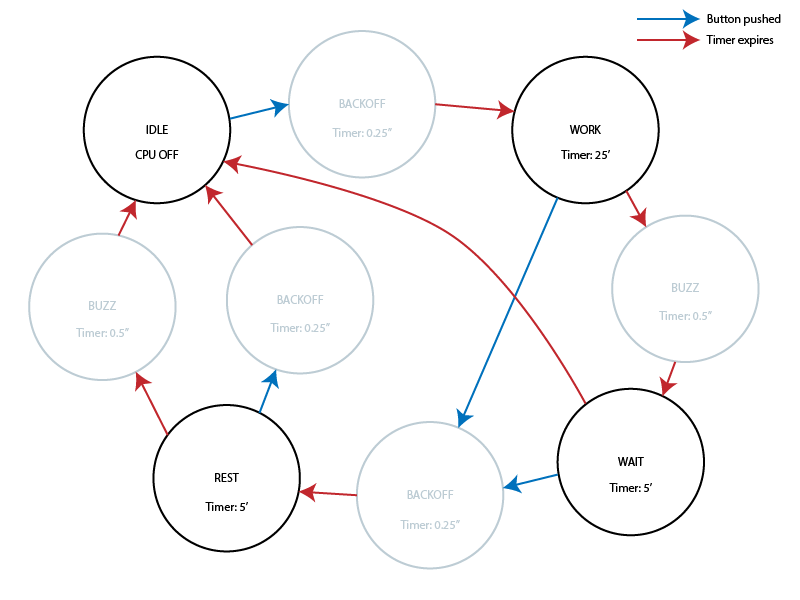 Button pushed
Timer expires
BACKOFF
Timer: 0.25”
IDLE
CPU OFF
WORK
Timer: 25’
BUZZ
Timer: 0.5”
BACKOFF
Timer: 0.25”
BUZZ
Timer: 0.5”
REST
Timer: 5’
BACKOFF
Timer: 0.25”
WAIT
Timer: 5’